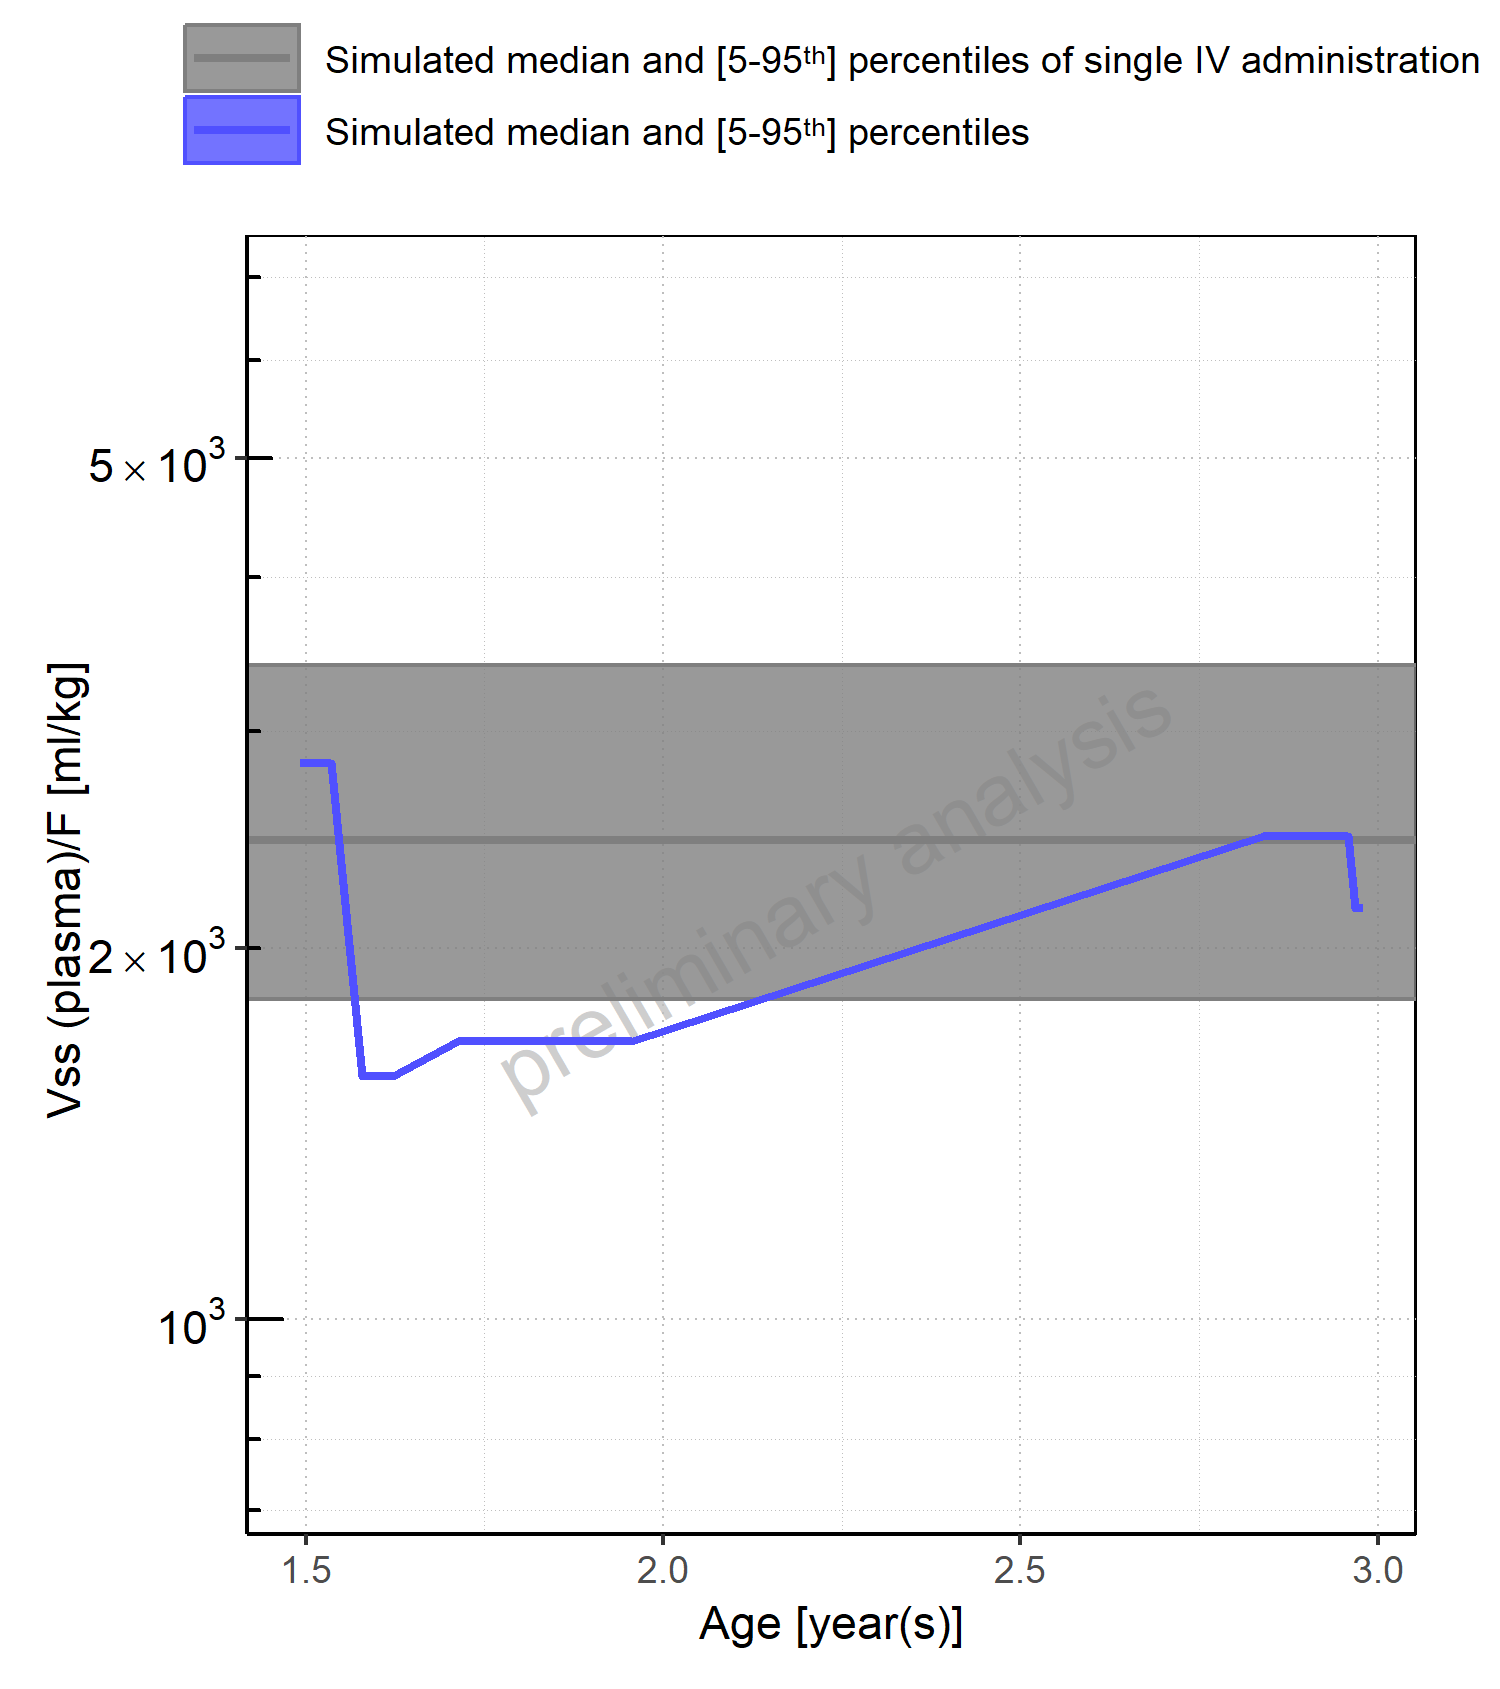 Simulated median and [5-95th] percentiles of single IV administration
Simulated median and [5-95th] percentiles
5 × 10³
2 × 10³
10³
Vss (plasma)/F [ml/kg]
preliminary analysis
1.5 2.0 2.5 3.0
Age [year(s)]